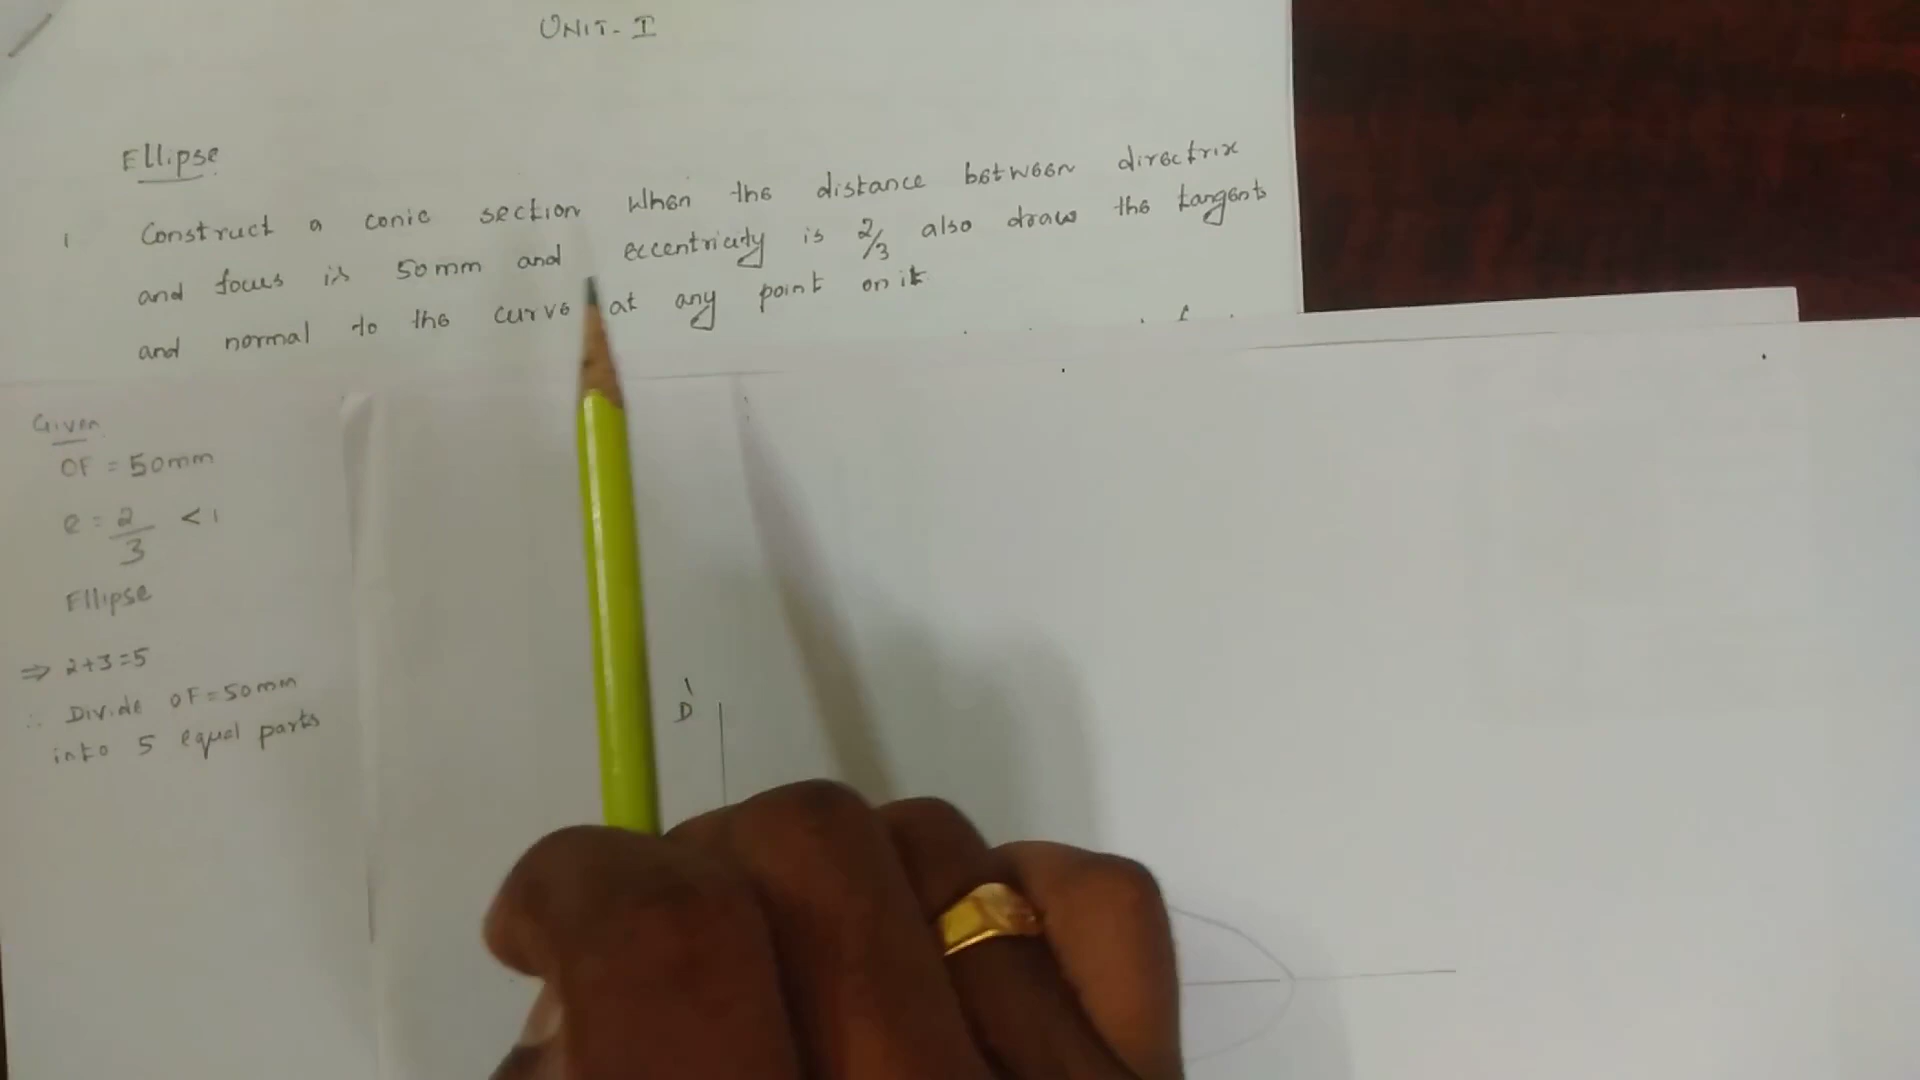 UNIT-I
Ellipse
1 Construct a conic section when the distance between directrix
and focus is 50mm and eccentricity is 2/3 also draw the tangents
and normal to the curve at any point on it
Given
OF = 50mm
e = 2/3 < 1
Ellipse
⇒ 2+3=5
∴ Divide OF=50mm
into 5 equal parts
D'